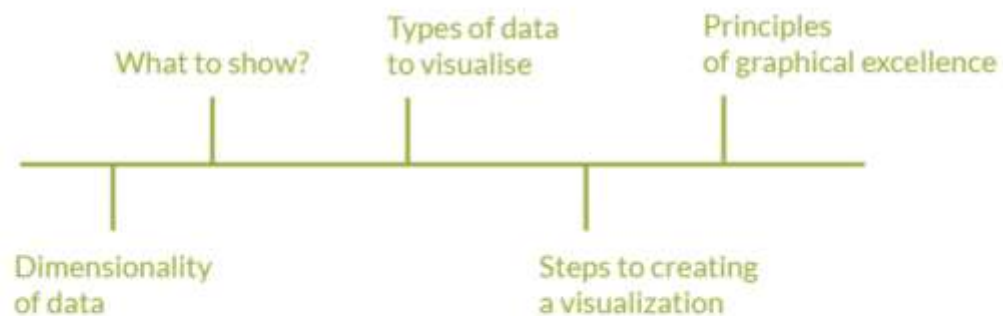 What to show?
Types of data
to visualise
Principles
of graphical excellence
Dimensionality
of data
Steps to creating
a visualization